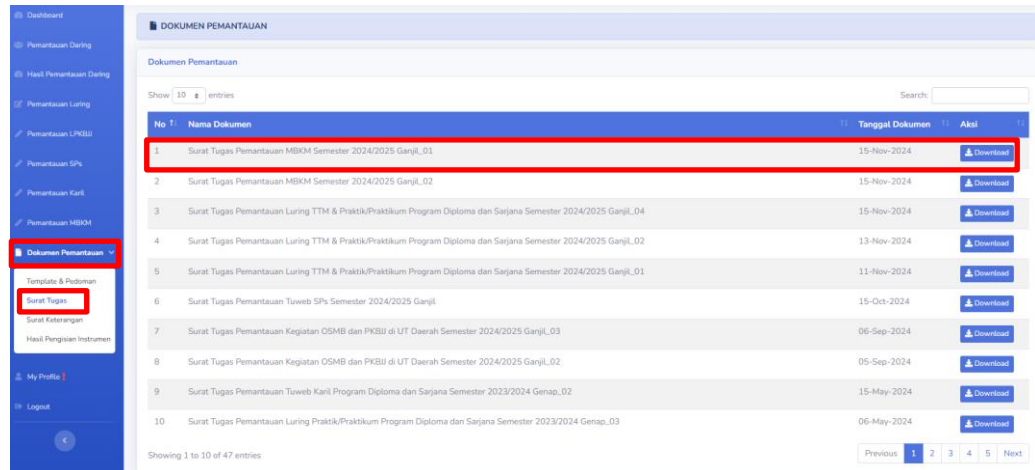 Dashboard
Pemantauan Daring
Hasil Pemantauan Daring
Pemantauan Luring
Pemantauan LPKBJJ
Pemantauan SPs
Pemantauan Karil
Pemantauan MBKM
Dokumen Pemantauan
Template & Pedoman
Surat Tugas
Surat Keterangan
Hasil Pengisian Instrumen
My Profile
Logout
DOKUMEN PEMANTAUAN
Dokumen Pemantauan
Show 10 entries
Search:
No Nama Dokumen Tanggal Dokumen Aksi
1 Surat Tugas Pemantauan MBKM Semester 2024/2025 Ganjil_01 15-Nov-2024 Download
2 Surat Tugas Pemantauan MBKM Semester 2024/2025 Ganjil_02 15-Nov-2024 Download
3 Surat Tugas Pemantauan Luring TTM & Praktik/Praktikum Program Diploma dan Sarjana Semester 2024/2025 Ganjil_04 15-Nov-2024 Download
4 Surat Tugas Pemantauan Luring TTM & Praktik/Praktikum Program Diploma dan Sarjana Semester 2024/2025 Ganjil_02 13-Nov-2024 Download
5 Surat Tugas Pemantauan Luring TTM & Praktik/Praktikum Program Diploma dan Sarjana Semester 2024/2025 Ganjil_01 11-Nov-2024 Download
6 Surat Tugas Pemantauan Tuweb SPs Semester 2024/2025 Ganjil 15-Oct-2024 Download
7 Surat Tugas Pemantauan Kegiatan OSMB dan PKBJJ di UT Daerah Semester 2024/2025 Ganjil_03 06-Sep-2024 Download
8 Surat Tugas Pemantauan Kegiatan OSMB dan PKBJJ di UT Daerah Semester 2024/2025 Ganjil_02 05-Sep-2024 Download
9 Surat Tugas Pemantauan Tuweb Karil Program Diploma dan Sarjana Semester 2023/2024 Genap_02 15-May-2024 Download
10 Surat Tugas Pemantauan Luring Praktik/Praktikum Program Diploma dan Sarjana Semester 2023/2024 Genap_03 06-May-2024 Download
Showing 1 to 10 of 47 entries
Previous 1 2 3 4 5 Next